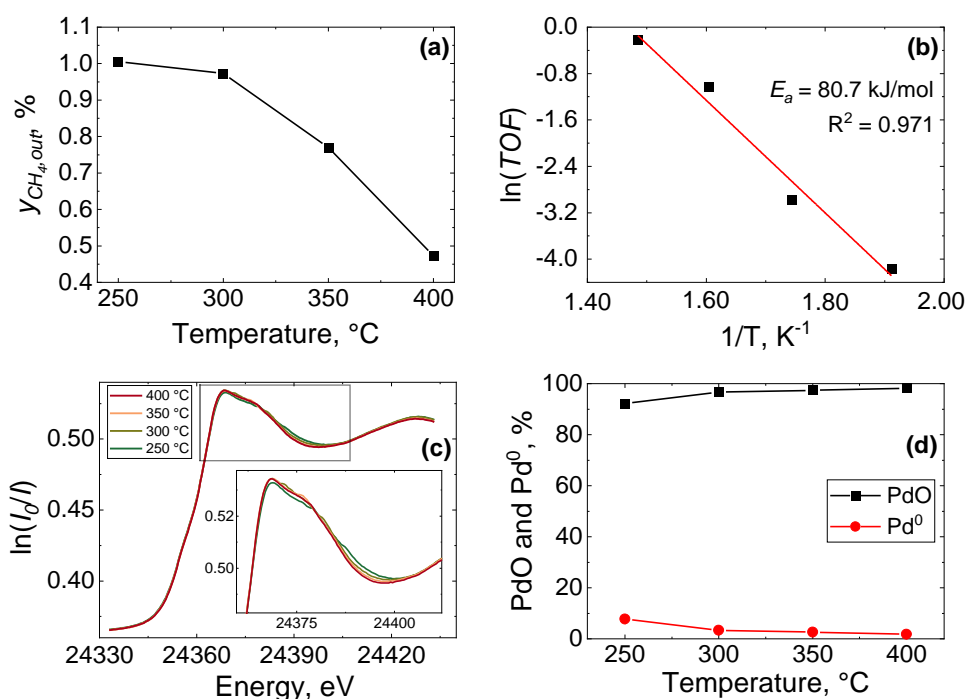 (a)
1.1
1.0
0.9
0.8
0.7
0.6
0.5
0.4
y_{CH_4,out}, %
250 300 350 400
Temperature, °C
(b)
0.0
-0.8
-1.6
-2.4
-3.2
-4.0
ln(TOF)
E_a = 80.7 kJ/mol
R² = 0.971
1.40 1.60 1.80 2.00
1/T, K⁻¹
(c)
400 °C
350 °C
300 °C
250 °C
0.50
0.45
0.40
ln(I₀/I)
0.52
0.50
24375 24400
24330 24360 24390 24420
Energy, eV
(d)
100
80
60
40
20
0
PdO and Pd⁰, %
PdO
Pd⁰
250 300 350 400
Temperature, °C